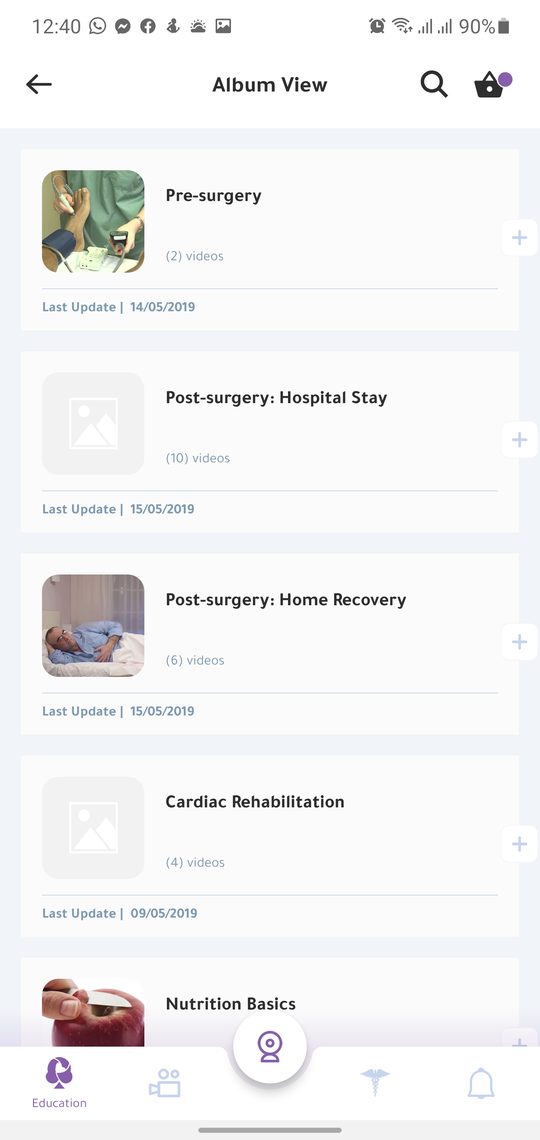 12:40
90%
Album View
Pre-surgery
(2) videos
Last Update | 14/05/2019
Post-surgery: Hospital Stay
(10) videos
Last Update | 15/05/2019
Post-surgery: Home Recovery
(6) videos
Last Update | 15/05/2019
Cardiac Rehabilitation
(4) videos
Last Update | 09/05/2019
Nutrition Basics
Education